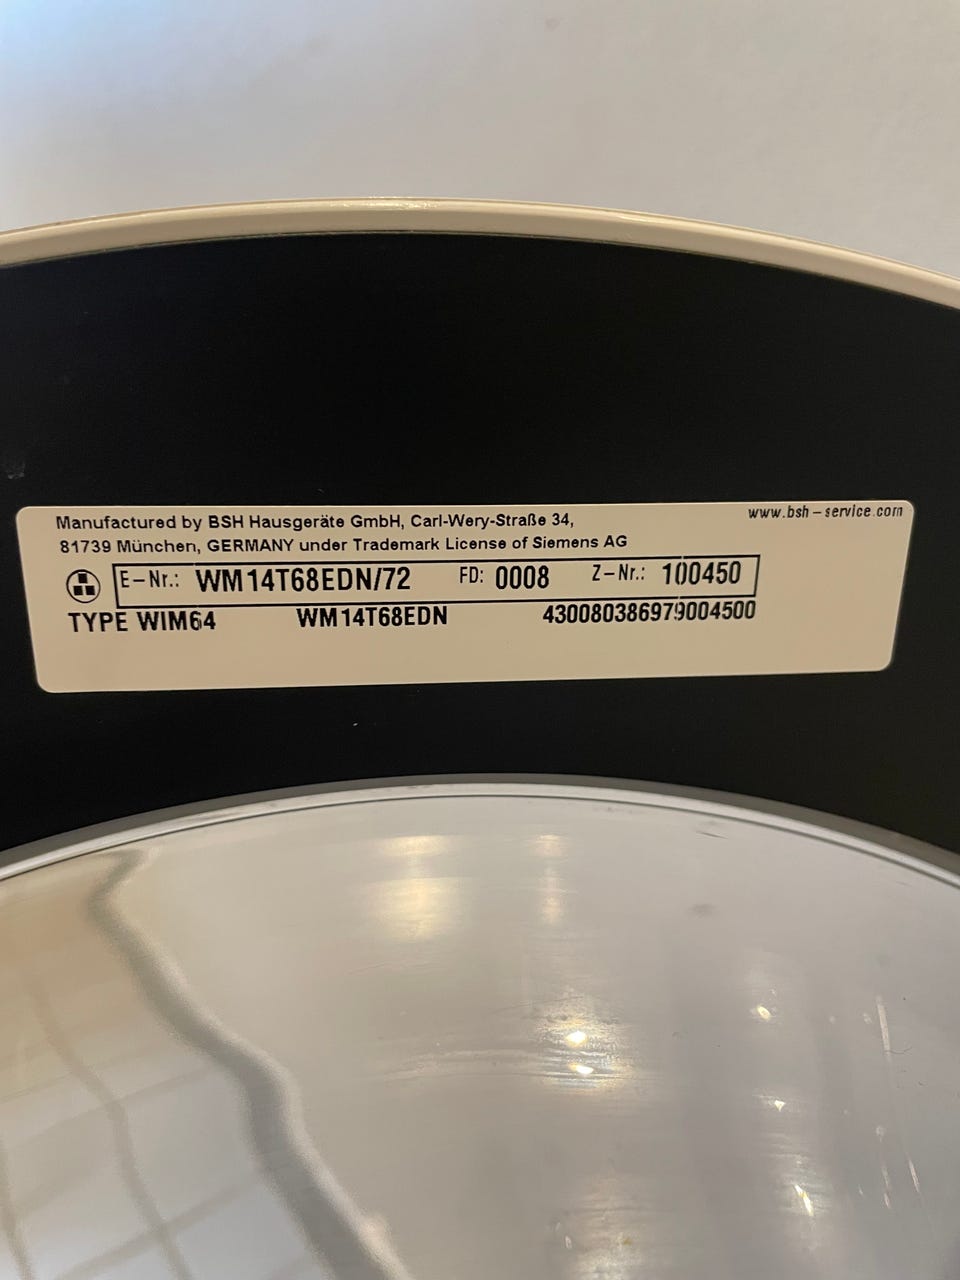 www.bsh-service.com
Manufactured by BSH Hausgeräte GmbH, Carl-Wery-Straße 34,
81739 München, GERMANY under Trademark License of Siemens AG
E-Nr.: WM14T68EDN/72 FD: 0008 Z-Nr.: 100450
TYPE WIM64 WM14T68EDN 430080386979004500